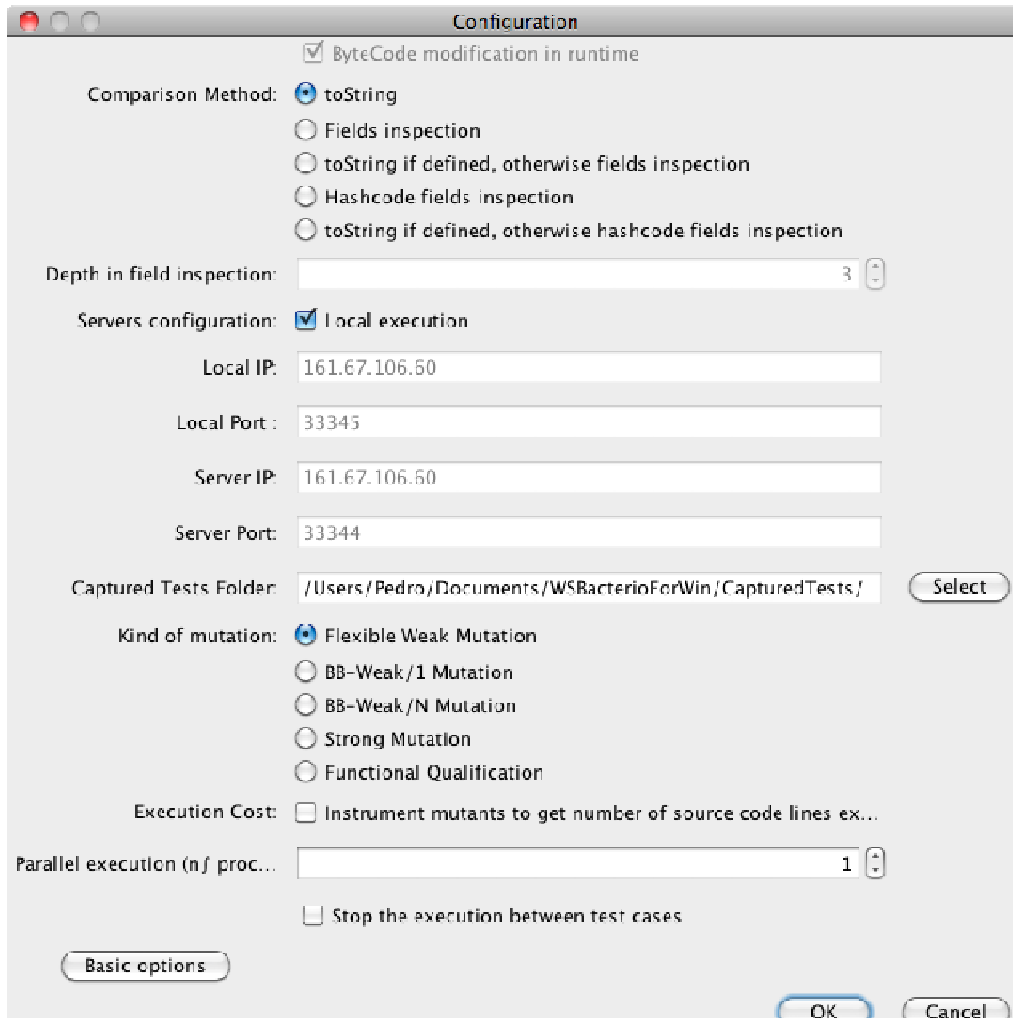 Configuration
ByteCode modification in runtime
Comparison Method: toString
Fields inspection
toString if defined, otherwise fields inspection
Hashcode fields inspection
toString if defined, otherwise hashcode fields inspection
Depth in field inspection: 3
Servers configuration: Local execution
Local IP: 161.67.106.60
Local Port : 33345
Server IP: 161.67.106.60
Server Port: 33344
Captured Tests Folder: /Users/Pedro/Documents/WSBacterioForWin/CapturedTests/ Select
Kind of mutation: Flexible Weak Mutation
BB-Weak/1 Mutation
BB-Weak/N Mutation
Strong Mutation
Functional Qualification
Execution Cost: Instrument mutants to get number of source code lines ex...
Parallel execution (n∫ proc... 1
Stop the execution between test cases
Basic options
OK Cancel